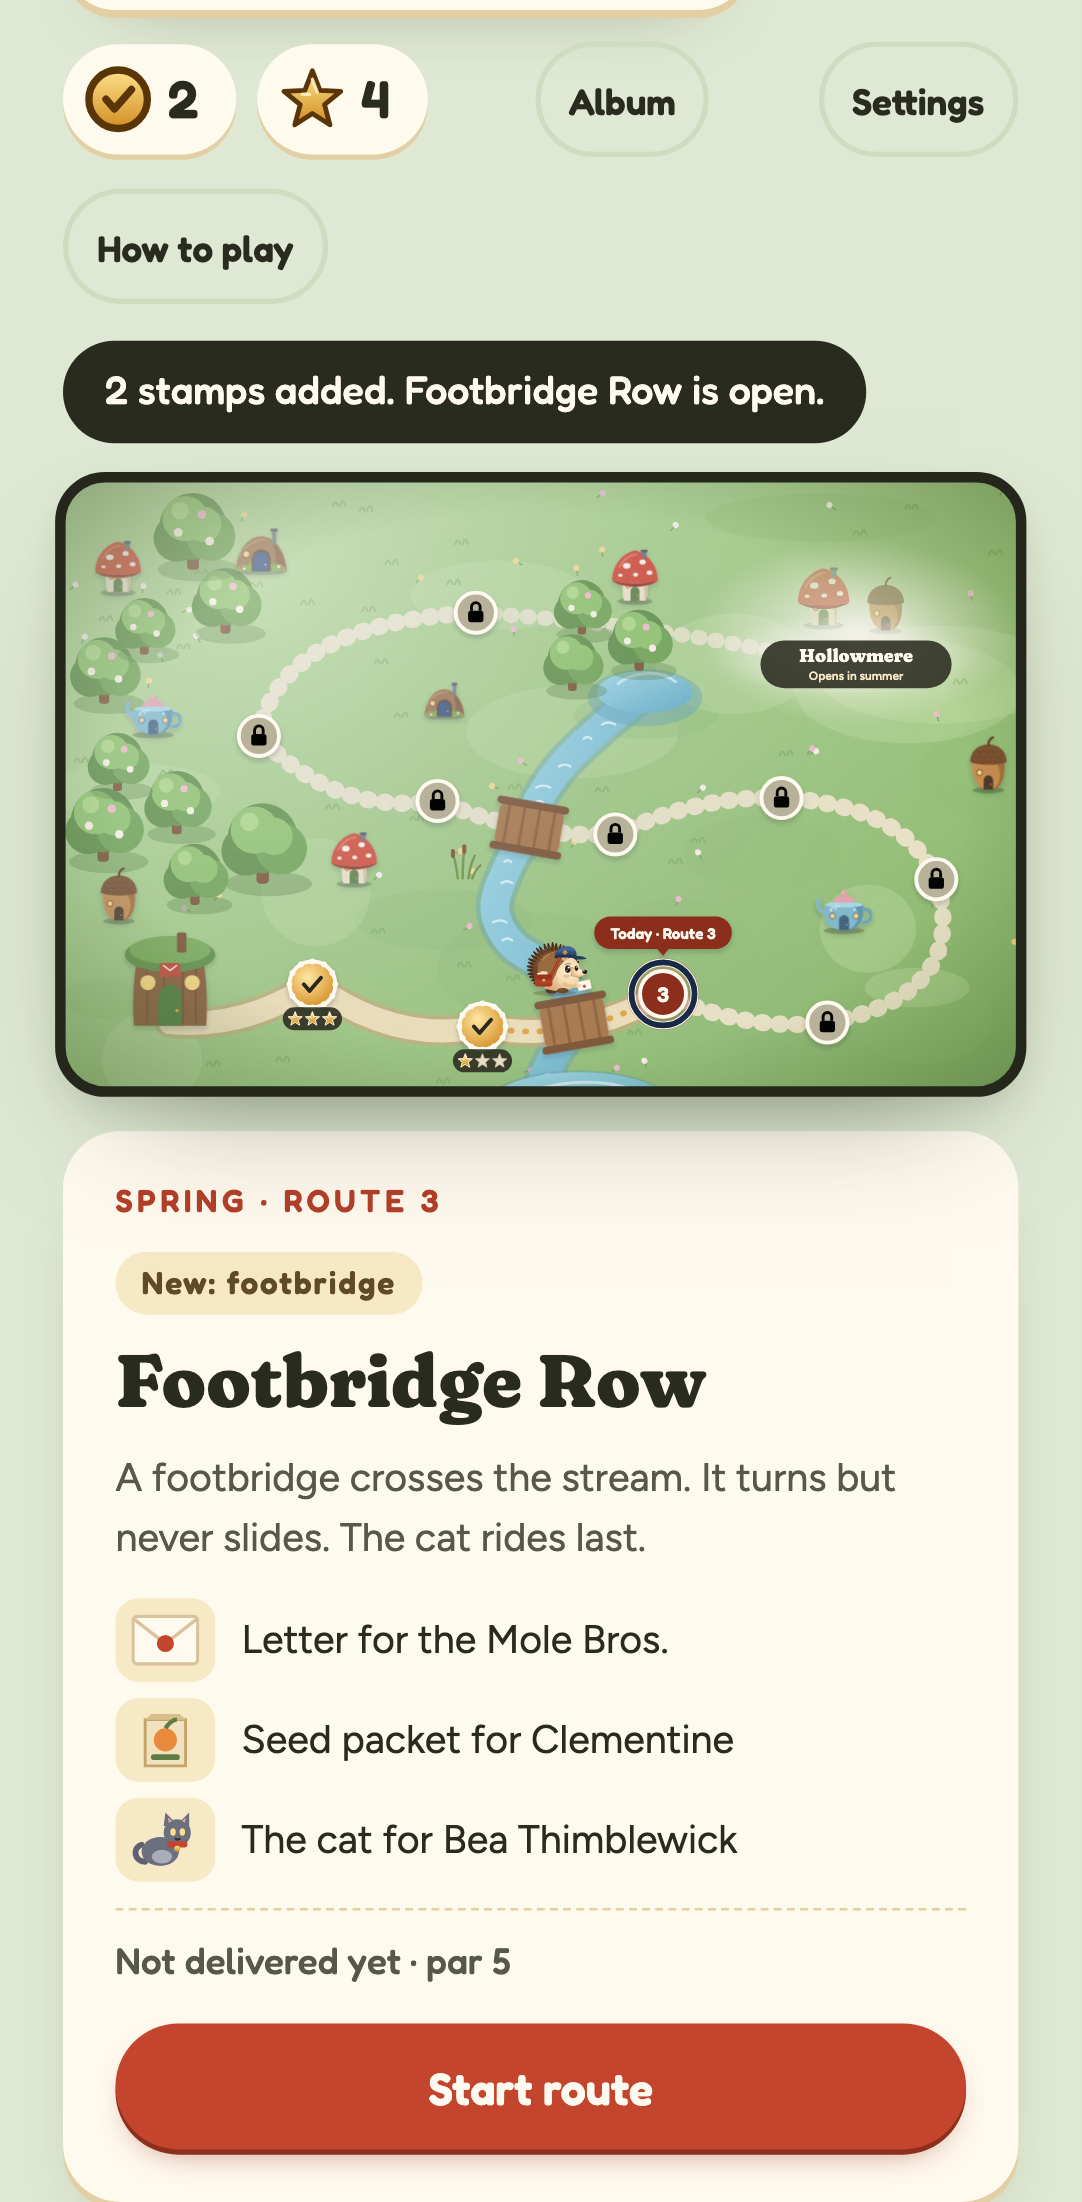 2
4
Album
Settings
How to play
2 stamps added. Footbridge Row is open.
Hollowmere
Opens in summer
Today · Route 3
3
SPRING · ROUTE 3
New: footbridge
Footbridge Row
A footbridge crosses the stream. It turns but
never slides. The cat rides last.
Letter for the Mole Bros.
Seed packet for Clementine
The cat for Bea Thimblewick
Not delivered yet · par 5
Start route